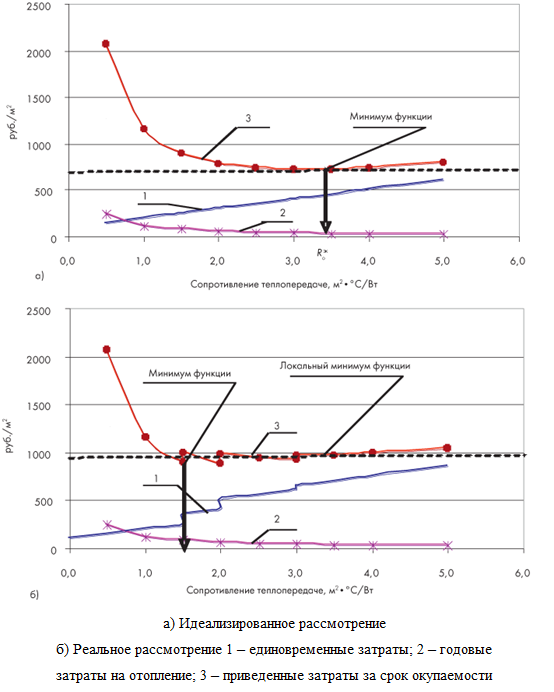 руб./м²
2500
2000
1500
1000
500
0
3
Минимум функции
1
2
0,0 1,0 2,0 3,0 R₀* 4,0 5,0 6,0
а)
Сопротивление теплопередаче, м²•°С/Вт
руб./м²
2500
2000
1500
1000
500
0
Минимум функции
Локальный минимум функции
3
1
2
0,0 1,0 2,0 3,0 4,0 5,0 6,0
б)
Сопротивление теплопередаче, м²•°С/Вт
а) Идеализированное рассмотрение
б) Реальное рассмотрение 1 – единовременные затраты; 2 – годовые
затраты на отопление; 3 – приведенные затраты за срок окупаемости